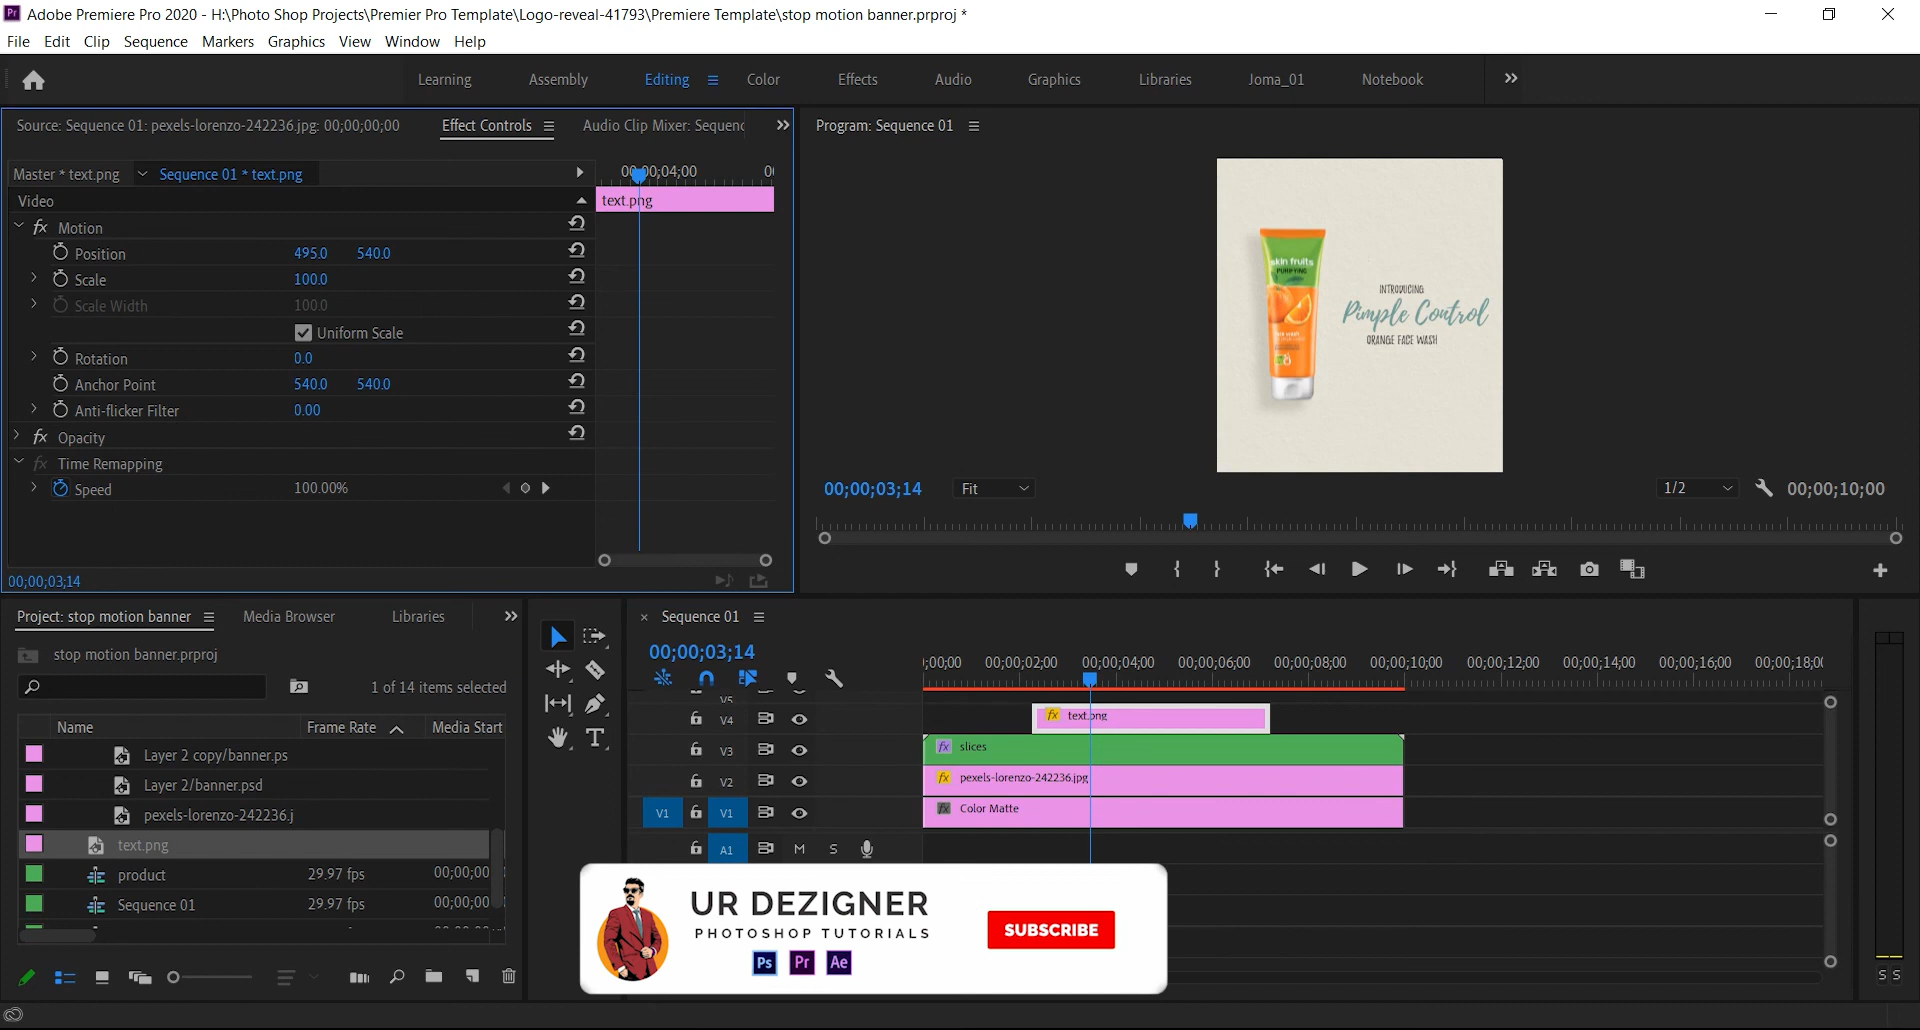 Pr Adobe Premiere Pro 2020 - H:\Photo Shop Projects\Premier Pro Template\Logo-reveal-41793\Premiere Template\stop motion banner.prproj *
File Edit Clip Sequence Markers Graphics View Window Help
Learning Assembly Editing Color Effects Audio Graphics Libraries Joma_01 Notebook
Source: Sequence 01: pexels-lorenzo-242236.jpg: 00;00;00;00 Effect Controls Audio Clip Mixer: Sequenc
Program: Sequence 01
Master * text.png Sequence 01 * text.png
00;00;04;00
Video
text.png
fx Motion
Position 495.0 540.0
Scale 100.0
Scale Width 100.0
Uniform Scale
Rotation 0.0
Anchor Point 540.0 540.0
Anti-flicker Filter 0.00
fx Opacity
fx Time Remapping
Speed 100.00%
00;00;03;14
skin fruits
PURIFYING
INTRODUCING
Pimple Control
ORANGE FACE WASH
00;00;03;14 Fit 1/2 00;00;10;00
Project: stop motion banner Media Browser Libraries
stop motion banner.prproj
1 of 14 items selected
Name Frame Rate Media Start
Layer 2 copy/banner.ps
Layer 2/banner.psd
pexels-lorenzo-242236.j
text.png
product 29.97 fps 00;00;00
Sequence 01 29.97 fps 00;00;00
Sequence 01
00;00;03;14
;00;00 00;00;02;00 00;00;04;00 00;00;06;00 00;00;08;00 00;00;10;00 00;00;12;00 00;00;14;00 00;00;16;00 00;00;18;0
V5
V4 fx text.png
V3 fx slices
V2 fx pexels-lorenzo-242236.jpg
V1 V1 fx Color Matte
A1 M S
UR DEZIGNER
PHOTOSHOP TUTORIALS
Ps Pr Ae
SUBSCRIBE
S S